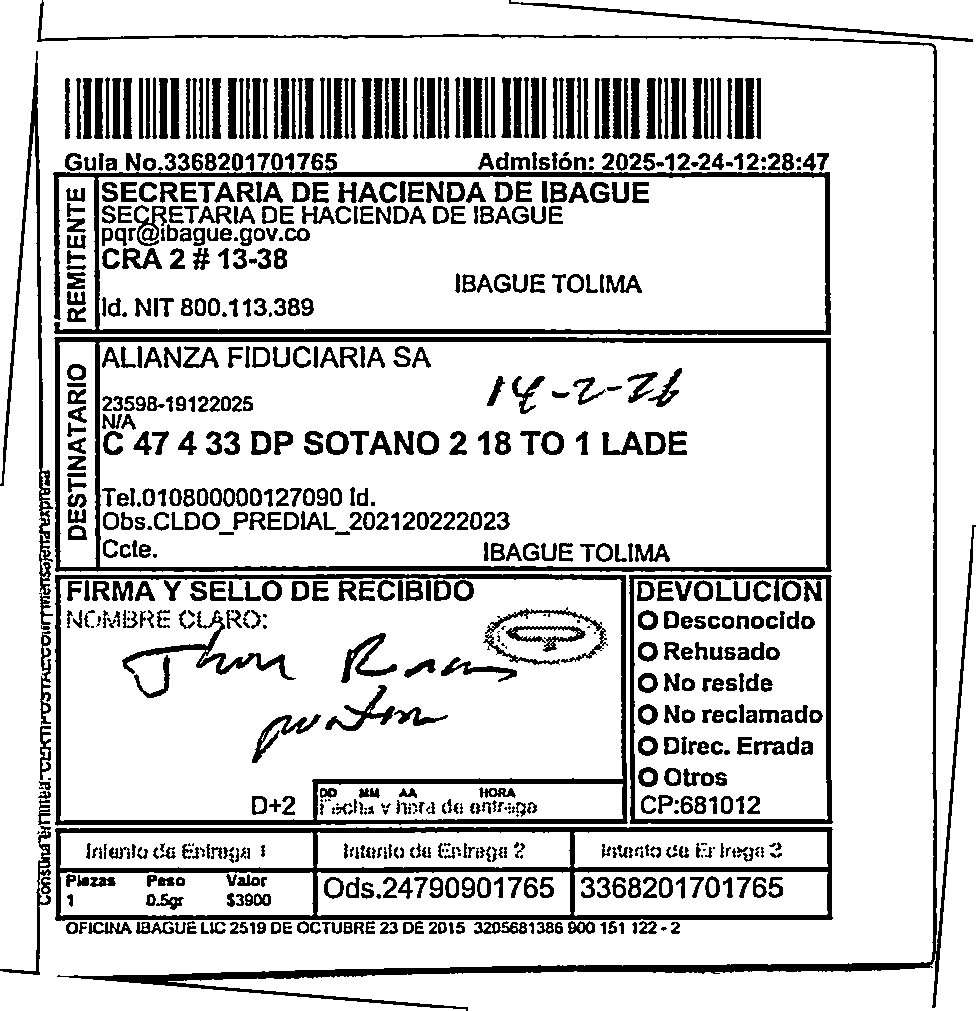 Guia No.3368201701765 Admisión: 2025-12-24-12:28:47
REMITENTE
SECRETARIA DE HACIENDA DE IBAGUE
SECRETARIA DE HACIENDA DE IBAGUE
pqr@ibague.gov.co
CRA 2 # 13-38
IBAGUE TOLIMA
Id. NIT 800.113.389
DESTINATARIO
ALIANZA FIDUCIARIA SA
14-2-26
23598-19122025
N/A
C 47 4 33 DP SOTANO 2 18 TO 1 LADE
Tel.010800000127090 Id.
Obs.CLDO_PREDIAL_202120222023
Ccte. IBAGUE TOLIMA
FIRMA Y SELLO DE RECIBIDO
NOMBRE CLARO:
Jhon
D+2
DD MM AA HORA
Fecha y hora de entrega
DEVOLUCION
Desconocido
Rehusado
No reside
No reclamado
Direc. Errada
Otros
CP:681012
Intento de Entrega 1 Intento de Entrega 2 Intento de Entrega 3
Piezas Peso Valor
1 0.5gr $3900
Ods.24790901765 3368201701765
OFICINA IBAGUE LIC 2519 DE OCTUBRE 23 DE 2015 3205681386 900 151 122 - 2